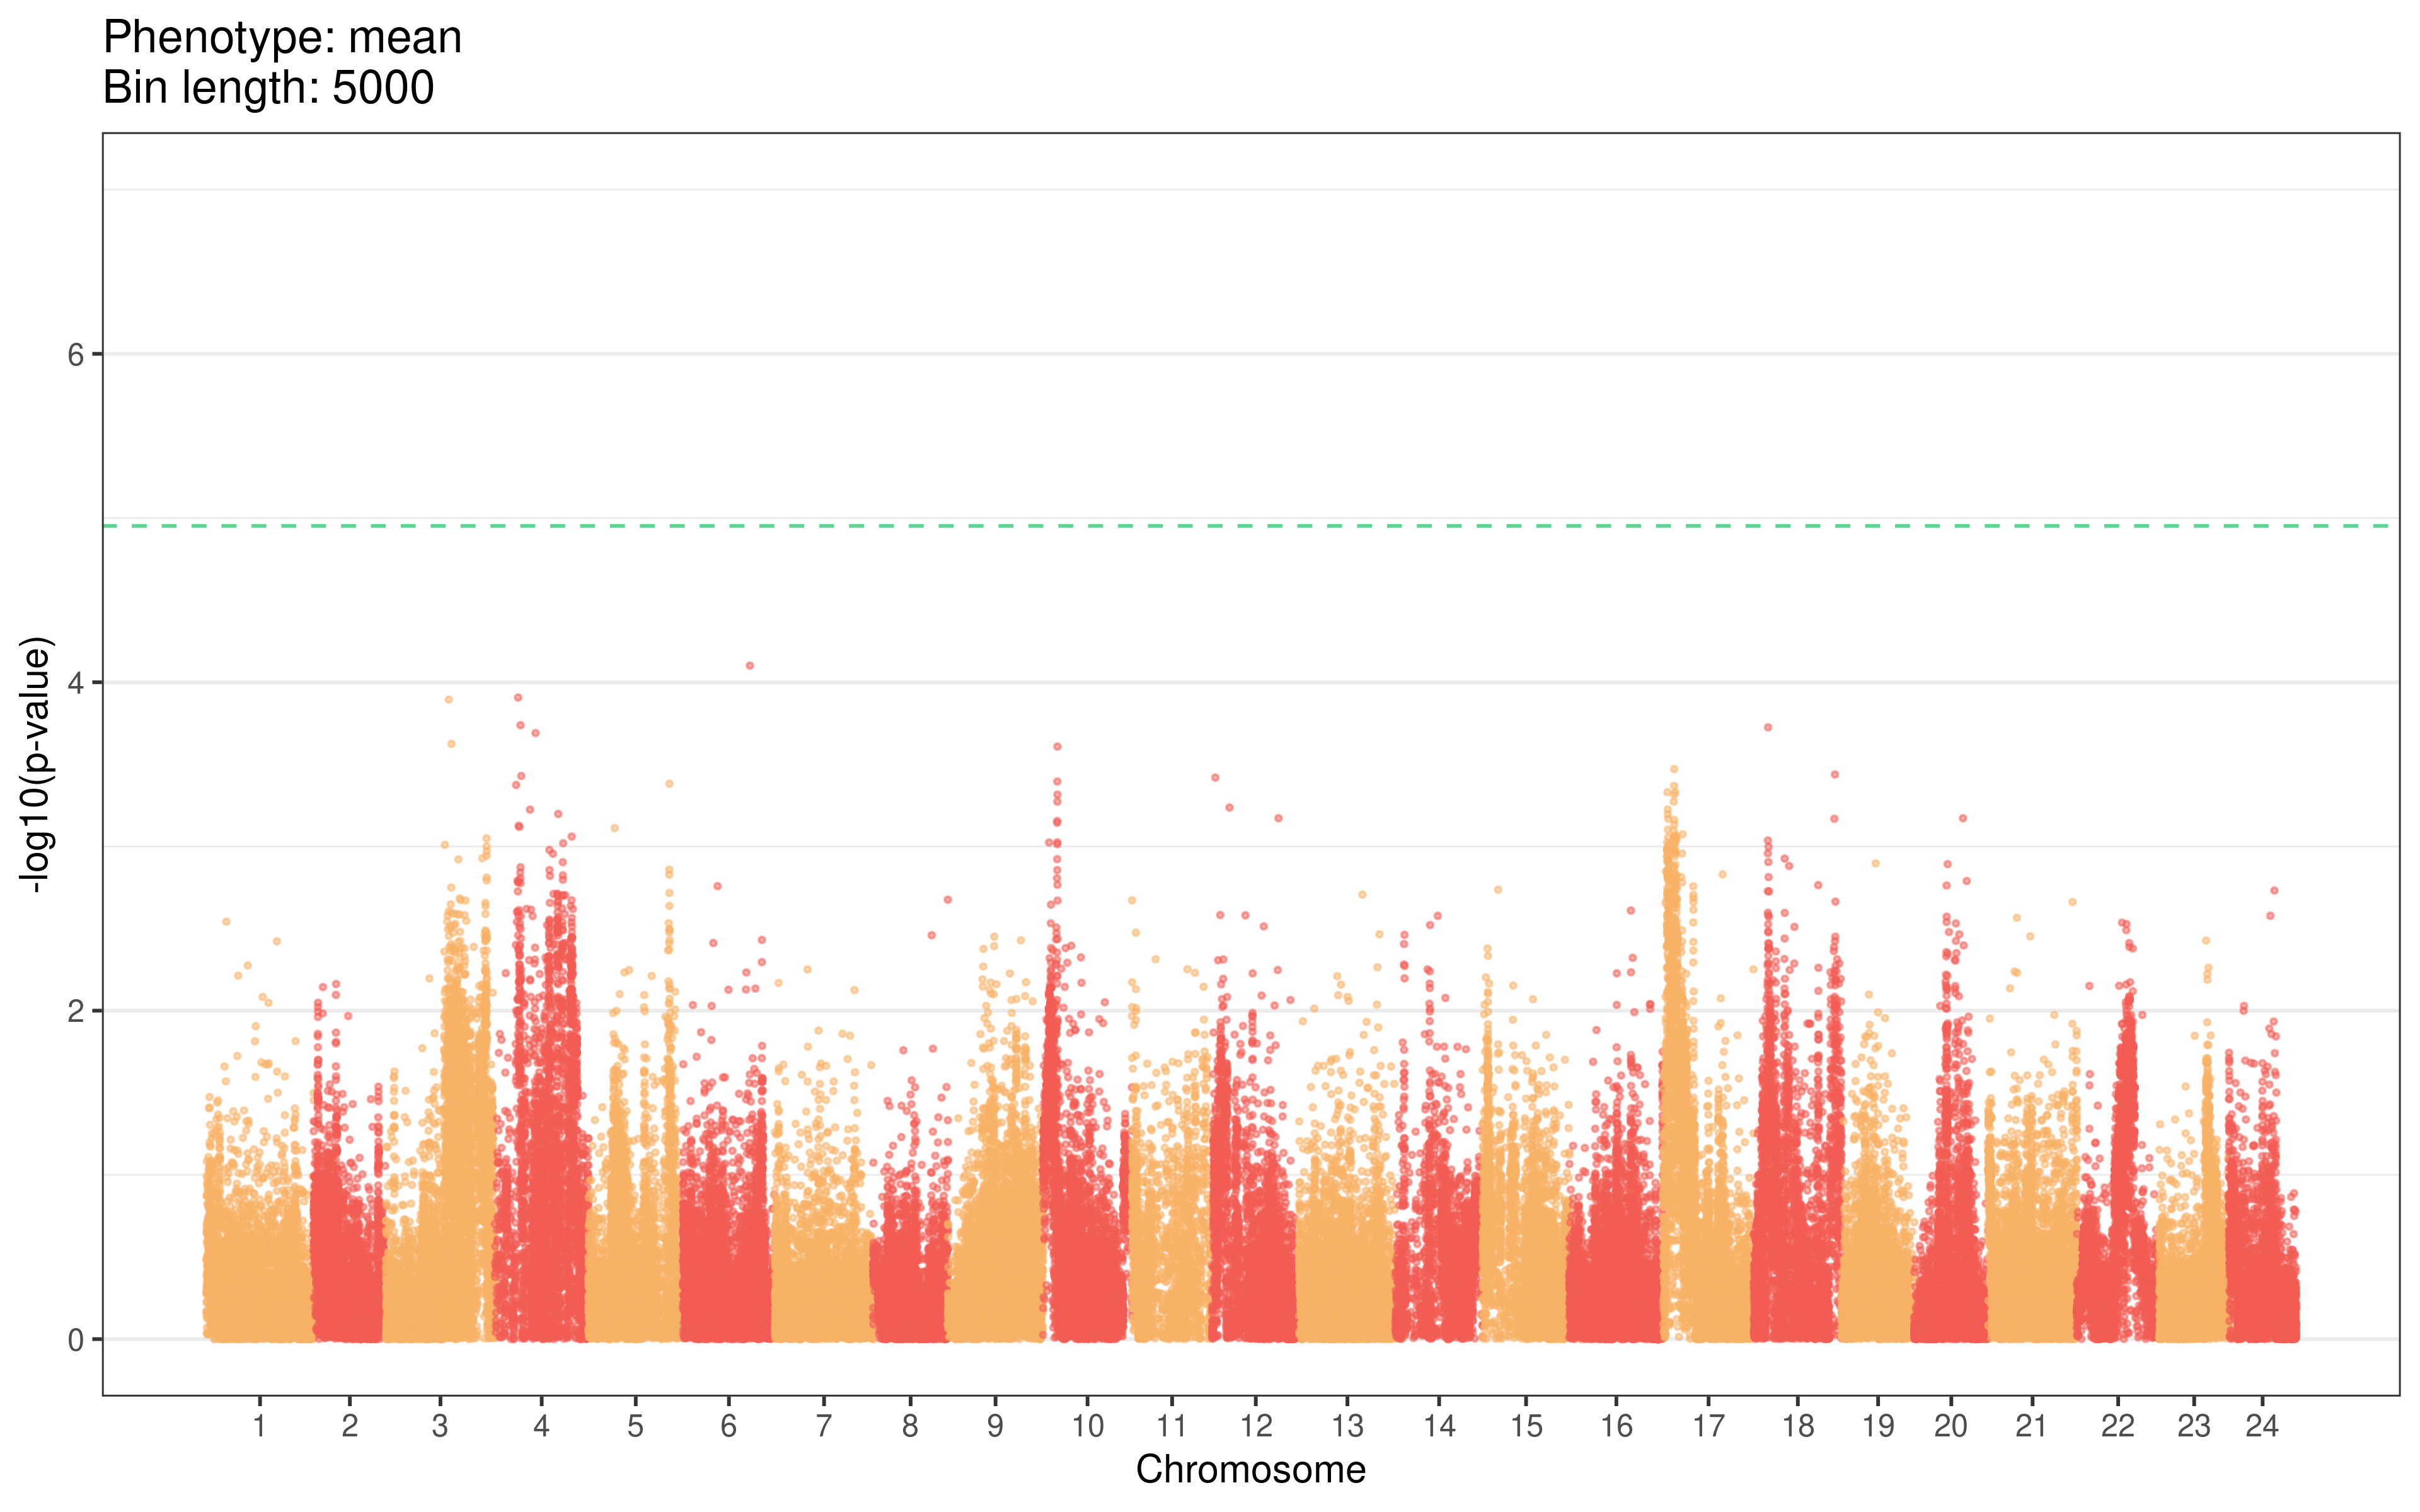 Phenotype: mean
Bin length: 5000
-log10(p-value)
6
4
2
0
1 2 3 4 5 6 7 8 9 10 11 12 13 14 15 16 17 18 19 20 21 22 23 24
Chromosome